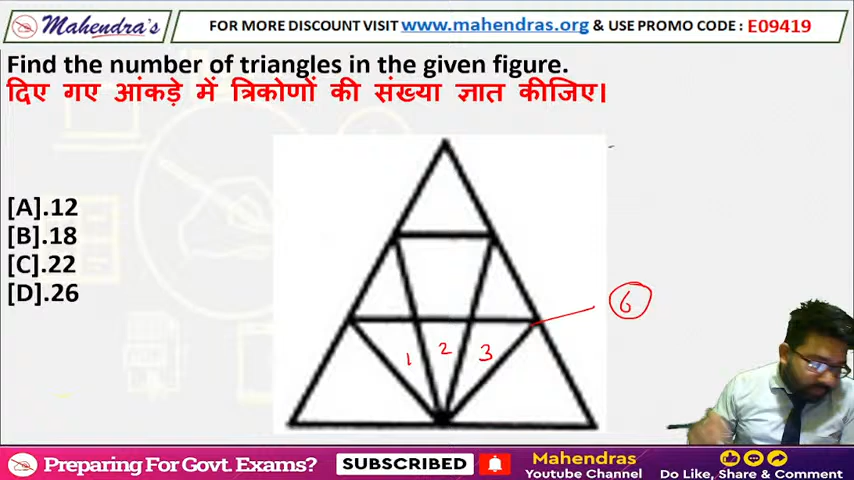 Mahendra's
FOR MORE DISCOUNT VISIT www.mahendras.org & USE PROMO CODE : E09419
Find the number of triangles in the given figure.
दिए गए आंकड़े में त्रिकोणों की संख्या ज्ञात कीजिए।
[A].12
[B].18
[C].22
[D].26
6
1 2 3
Preparing For Govt. Exams?
SUBSCRIBED
Mahendras
Youtube Channel
Do Like, Share & Comment